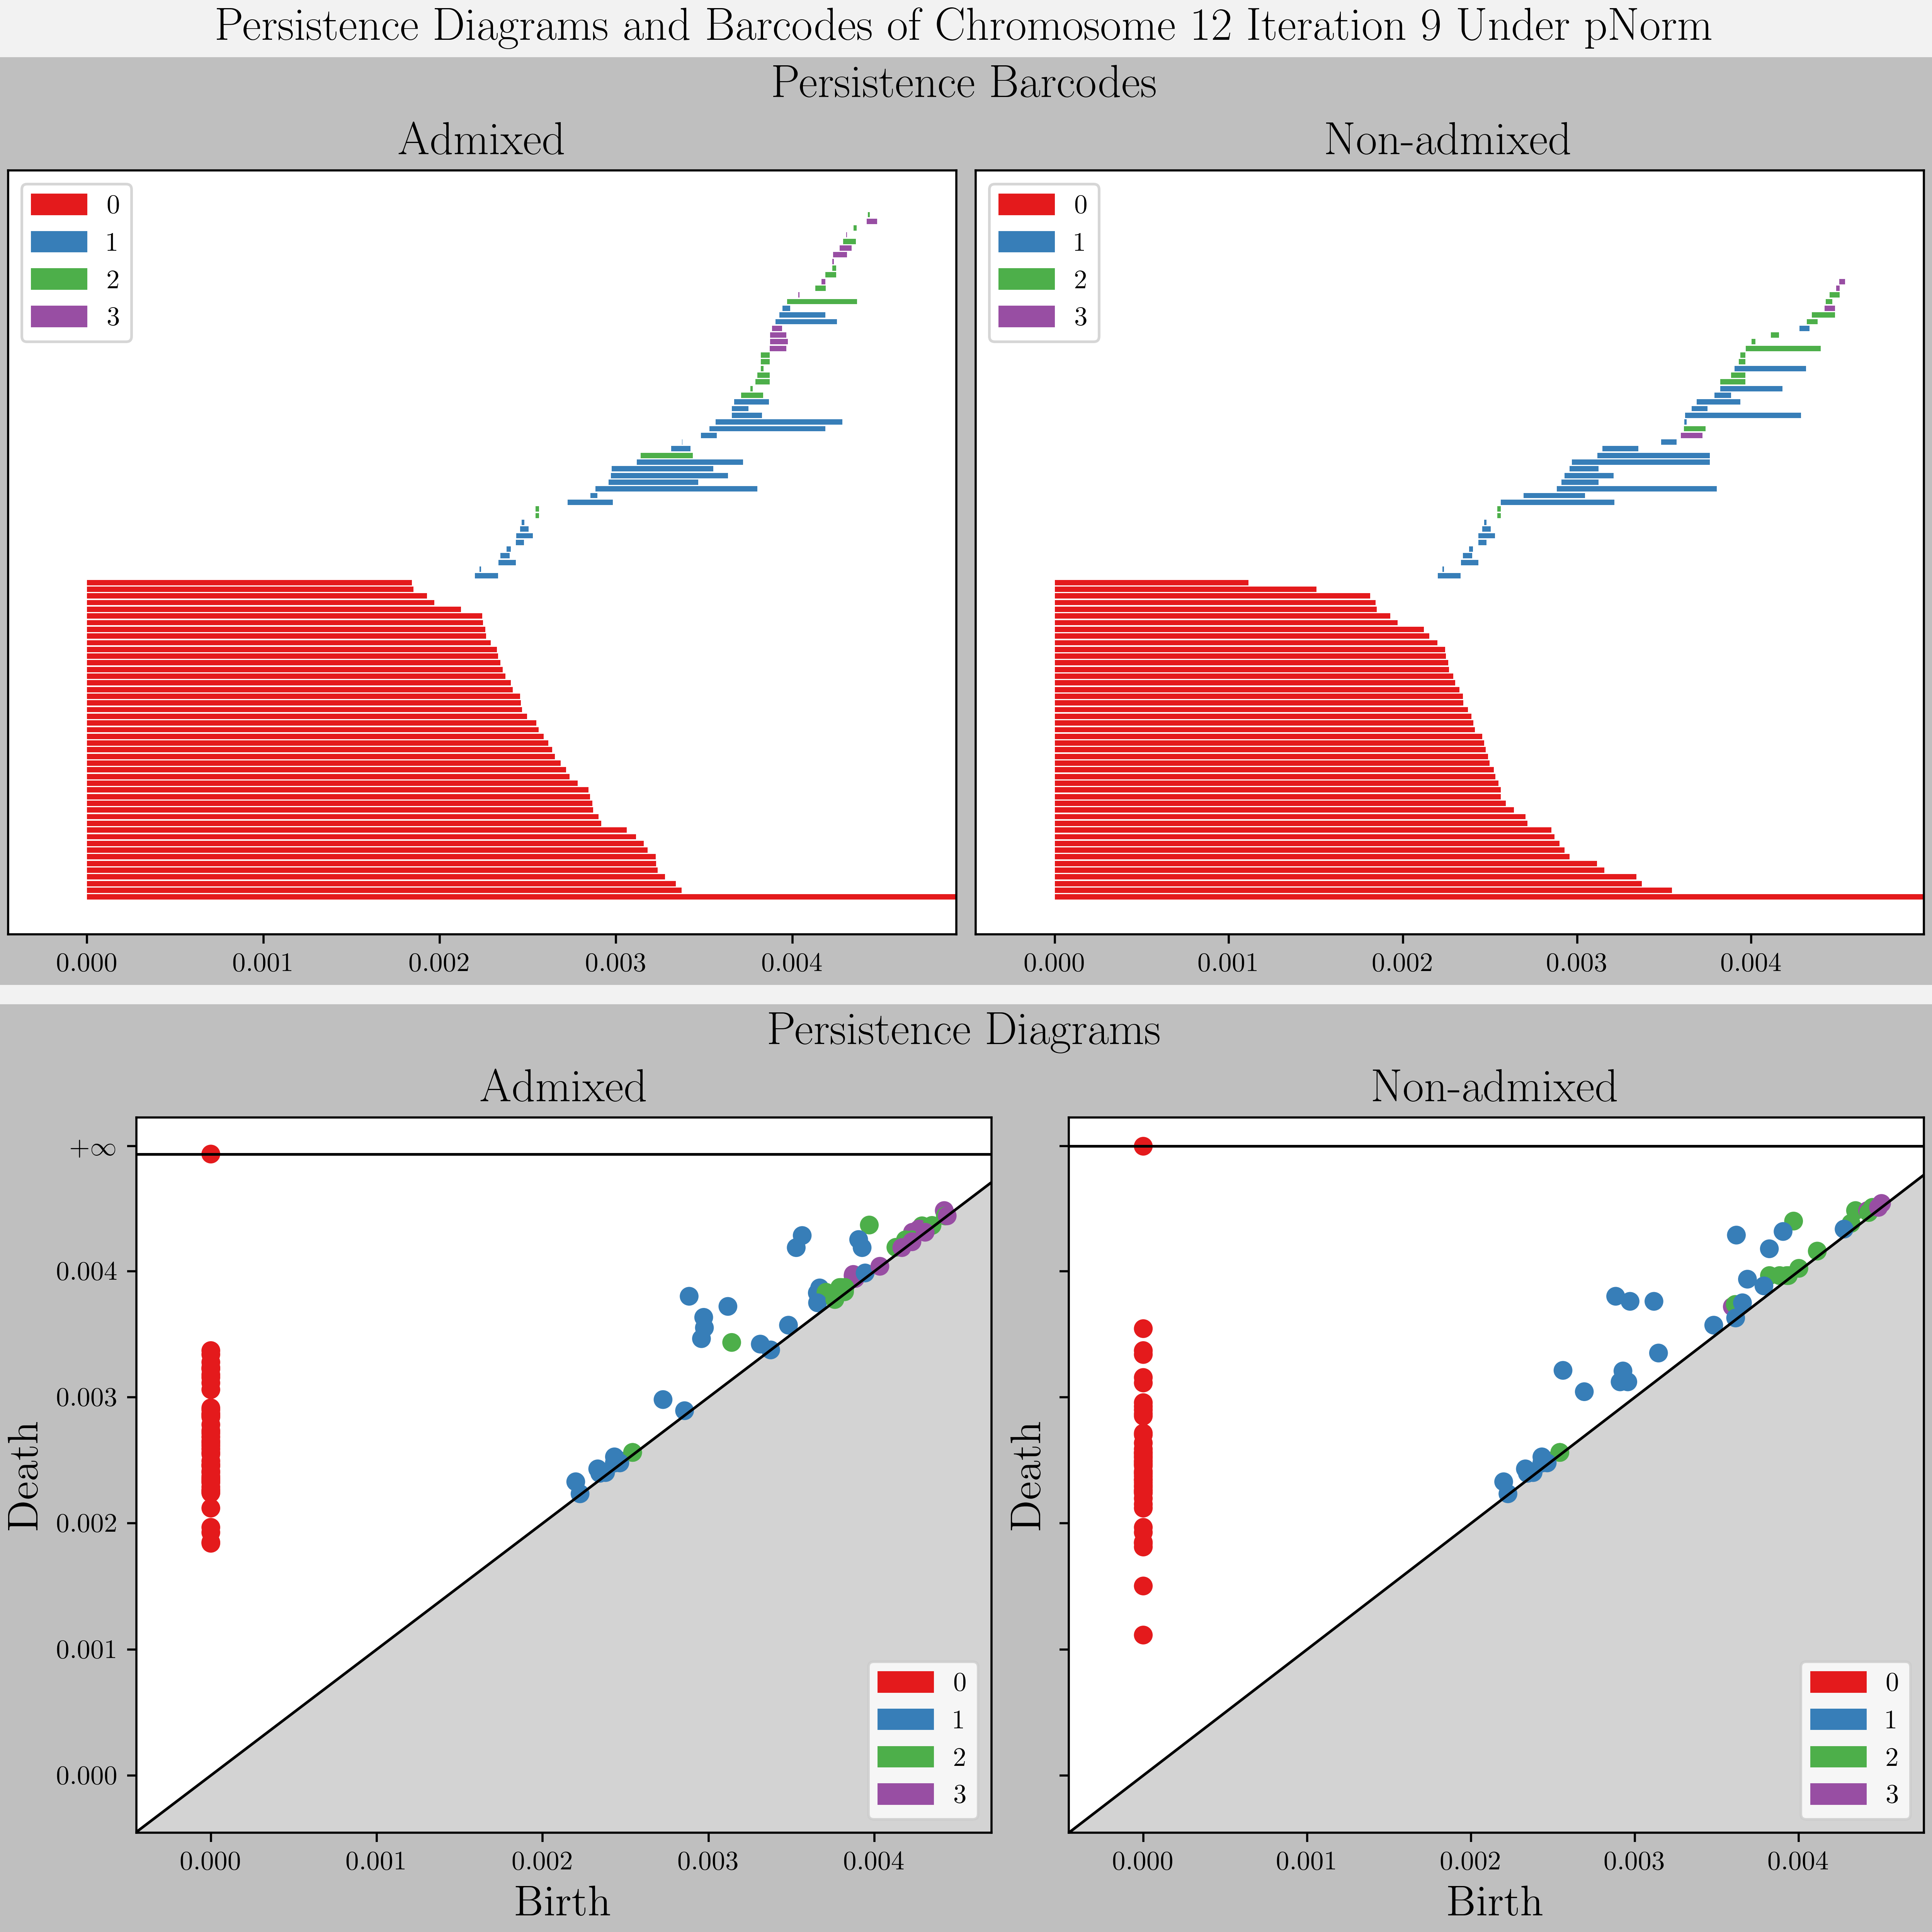 Persistence Diagrams and Barcodes of Chromosome 12 Iteration 9 Under pNorm
Persistence Barcodes
Admixed
0
1
2
3
0.000 0.001 0.002 0.003 0.004
Non-admixed
0
1
2
3
0.000 0.001 0.002 0.003 0.004
Persistence Diagrams
Admixed
+∞
0.004
0.003
0.002
0.001
0.000
Death
0
1
2
3
0.000 0.001 0.002 0.003 0.004
Birth
Non-admixed
Death
0
1
2
3
0.000 0.001 0.002 0.003 0.004
Birth